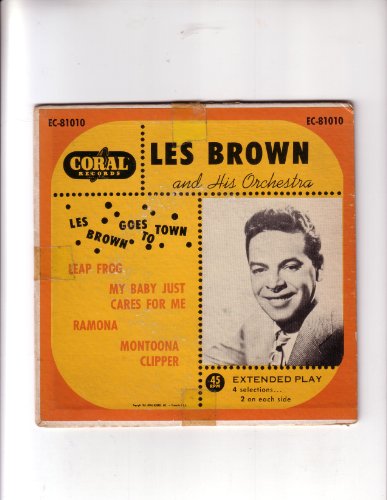 EC-81010
EC-81010
CORAL
RECORDS
LES BROWN
and His Orchestra
LES BROWN GOES TO TOWN
LEAP FROG
MY BABY JUST
CARES FOR ME
RAMONA
MONTOONA
CLIPPER
45
RPM
EXTENDED PLAY
4 selections...
2 on each side